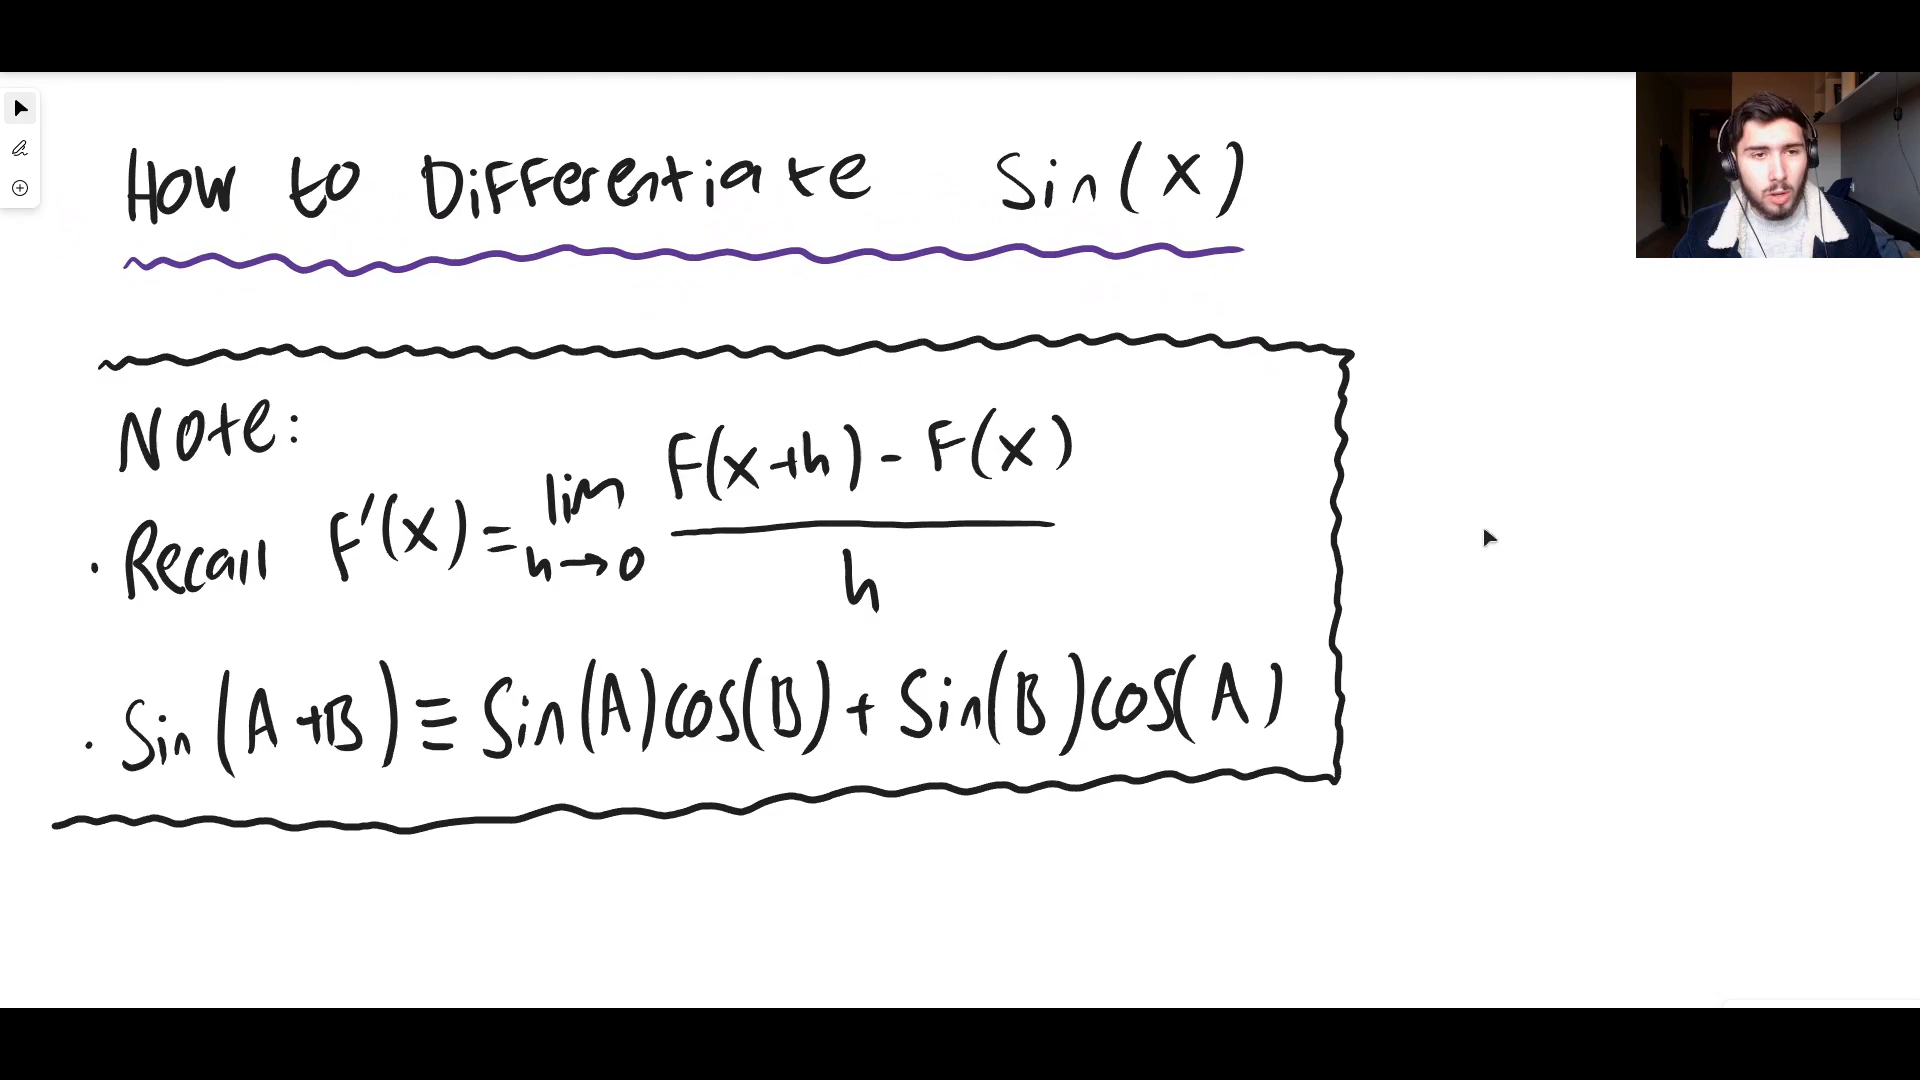 How to Differentiate Sin(x)
Note:
· Recall F'(x) = lim h→0 F(x+h) - F(x) / h
· Sin(A+B) ≡ Sin(A)cos(B) + Sin(B)cos(A)